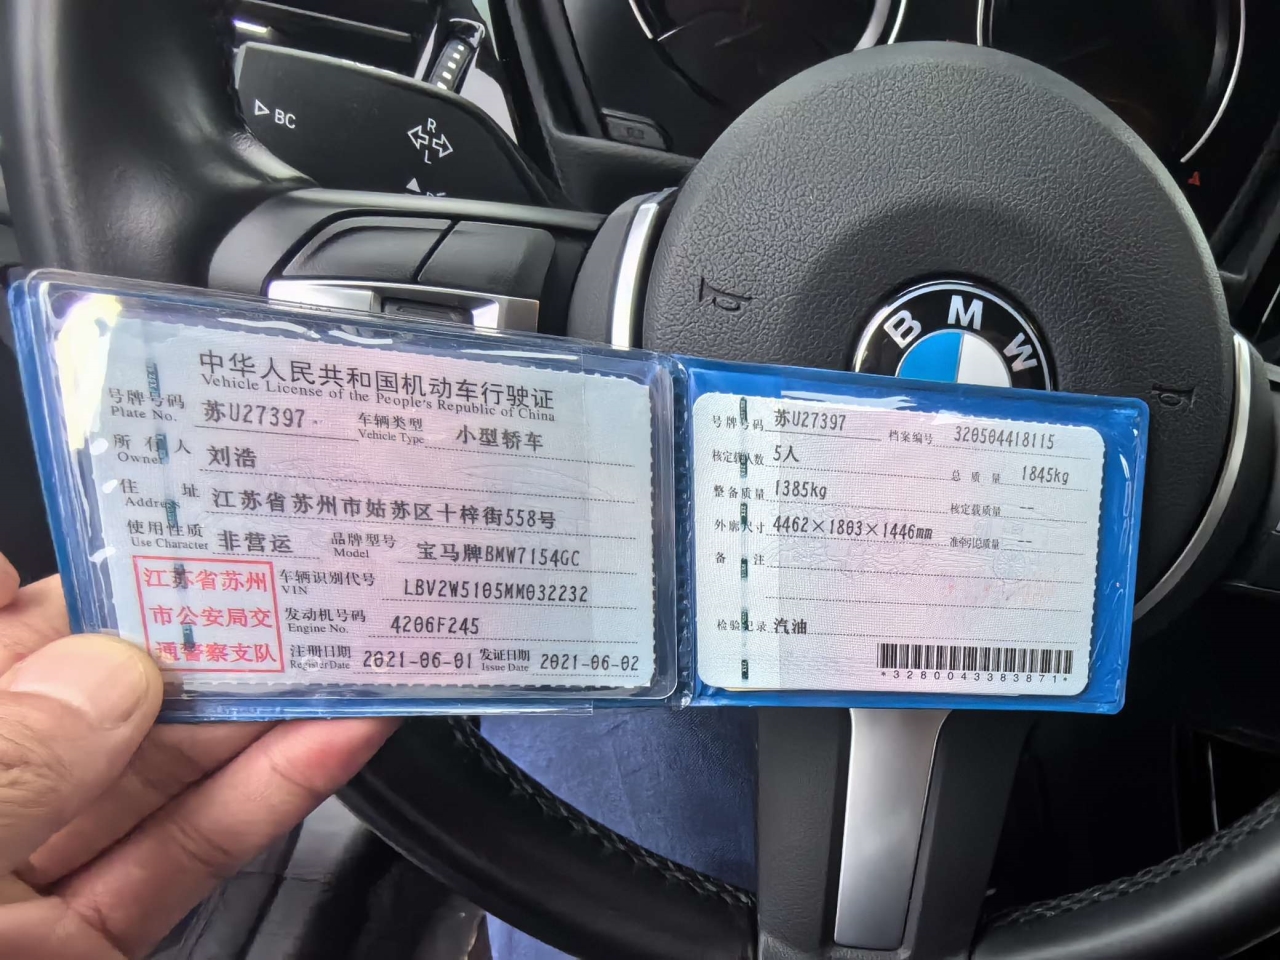 BC
R
L
B M W
中华人民共和国机动车行驶证
Vehicle License of the People's Republic of China
号牌号码 苏U27397 车辆类型 小型轿车
Plate No. Vehicle Type
所有人 刘浩
Owner
住址 江苏省苏州市姑苏区十梓街558号
Address
使用性质 非营运 品牌型号 宝马牌BMW7154GC
Use Character Model
江苏省苏州
市公安局交
通警察支队
车辆识别代号 LBV2W5105MM032232
VIN
发动机号码 4206F245
Engine No.
注册日期 2021-06-01 发证日期 2021-06-02
Register Date Issue Date
号牌号码 苏U27397 档案编号 320504418115
核定载人数 5人 总质量 1845kg
整备质量 1385kg 核定载质量 --
外廓尺寸 4462×1803×1446mm 准牵引总质量 --
备注
检验记录 汽油
*3280043383871*